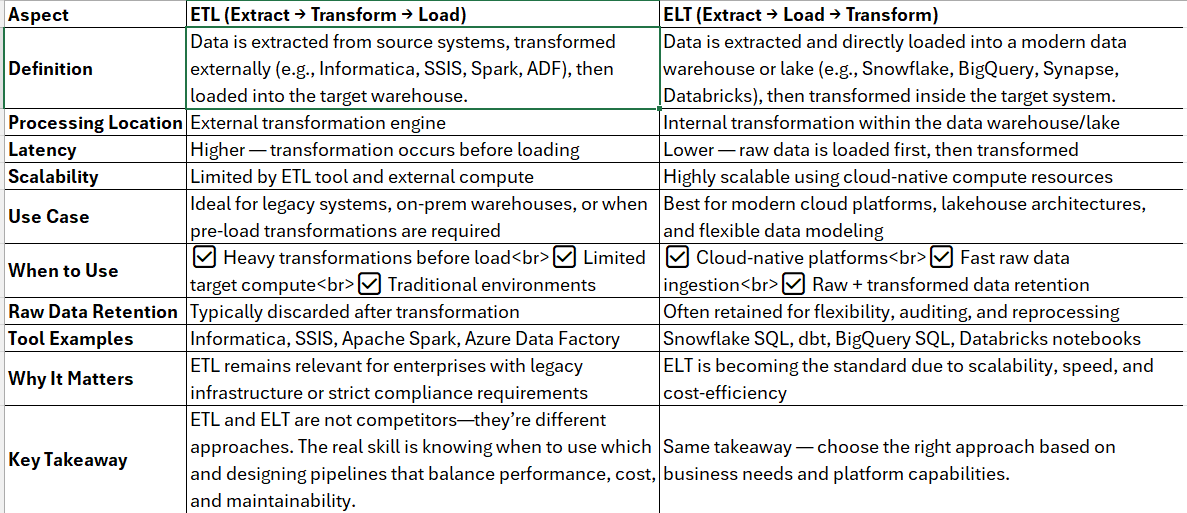 Aspect
ETL (Extract → Transform → Load)
ELT (Extract → Load → Transform)
Definition
Data is extracted from source systems, transformed
externally (e.g., Informatica, SSIS, Spark, ADF), then
loaded into the target warehouse.
Data is extracted and directly loaded into a modern data
warehouse or lake (e.g., Snowflake, BigQuery, Synapse,
Databricks), then transformed inside the target system.
Processing Location
External transformation engine
Internal transformation within the data warehouse/lake
Latency
Higher — transformation occurs before loading
Lower — raw data is loaded first, then transformed
Scalability
Limited by ETL tool and external compute
Highly scalable using cloud-native compute resources
Use Case
Ideal for legacy systems, on-prem warehouses, or when
pre-load transformations are required
Best for modern cloud platforms, lakehouse architectures,
and flexible data modeling
When to Use
☑ Heavy transformations before load<br>☑ Limited
target compute<br>☑ Traditional environments
☑ Cloud-native platforms<br>☑ Fast raw data
ingestion<br>☑ Raw + transformed data retention
Raw Data Retention
Typically discarded after transformation
Often retained for flexibility, auditing, and reprocessing
Tool Examples
Informatica, SSIS, Apache Spark, Azure Data Factory
Snowflake SQL, dbt, BigQuery SQL, Databricks notebooks
Why It Matters
ETL remains relevant for enterprises with legacy
infrastructure or strict compliance requirements
ELT is becoming the standard due to scalability, speed, and
cost-efficiency
Key Takeaway
ETL and ELT are not competitors—they’re different
approaches. The real skill is knowing when to use which
and designing pipelines that balance performance, cost,
and maintainability.
Same takeaway — choose the right approach based on
business needs and platform capabilities.